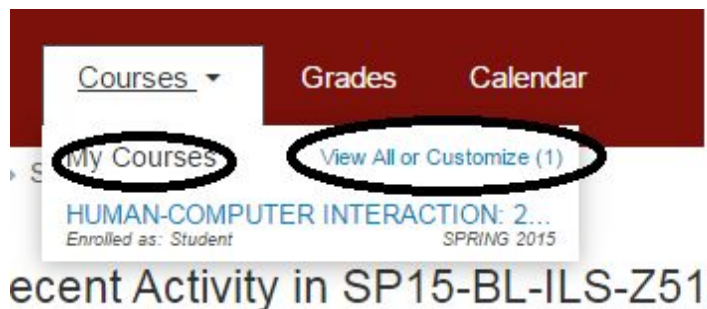 Courses Grades Calendar
My Courses View All or Customize (1)
HUMAN-COMPUTER INTERACTION: 2...
Enrolled as: Student SPRING 2015
ecent Activity in SP15-BL-ILS-Z51